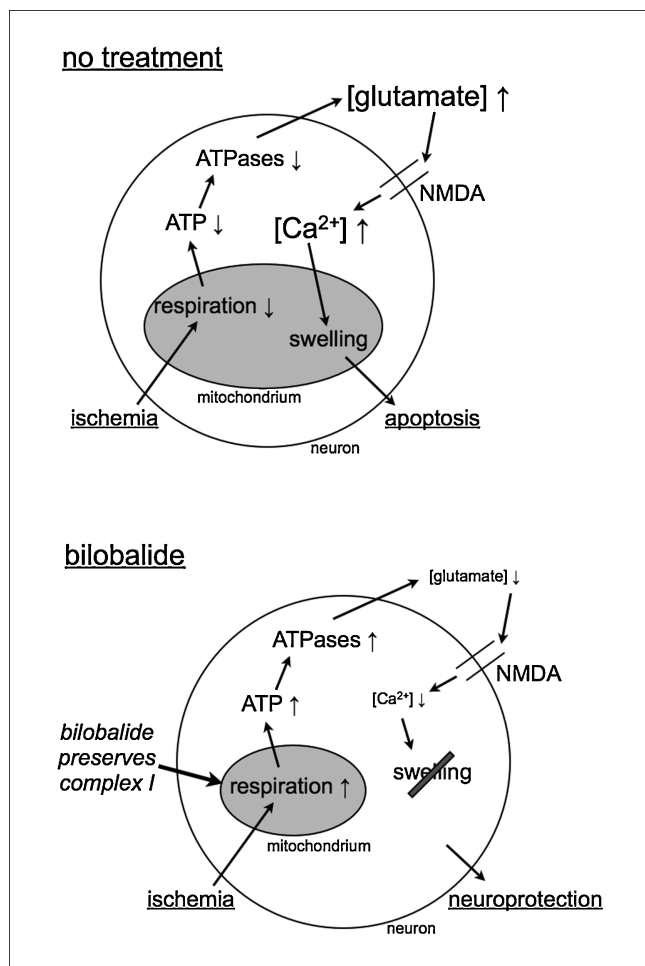 no treatment
[glutamate] ↑
ATPases ↓
NMDA
ATP ↓
[Ca²⁺] ↑
respiration ↓
swelling
mitochondrium
ischemia
apoptosis
neuron
bilobalide
[glutamate] ↓
ATPases ↑
NMDA
[Ca²⁺] ↓
ATP ↑
bilobalide
preserves
complex I
swelling
respiration ↑
mitochondrium
ischemia
neuroprotection
neuron